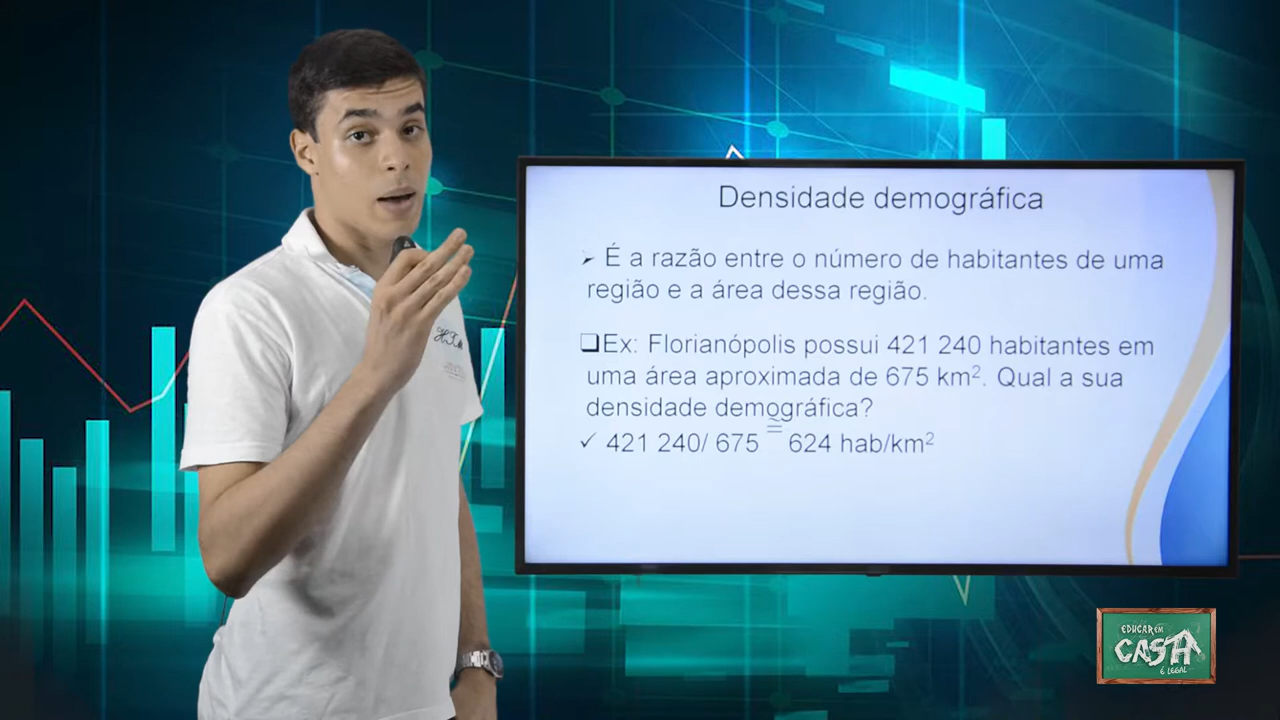 Densidade demográfica
➢ É a razão entre o número de habitantes de uma
região e a área dessa região.
❑Ex: Florianópolis possui 421 240 habitantes em
uma área aproximada de 675 km². Qual a sua
densidade demográfica?
✓ 421 240/ 675 ≅ 624 hab/km²
EDUCAR EM
CASA
É LEGAL